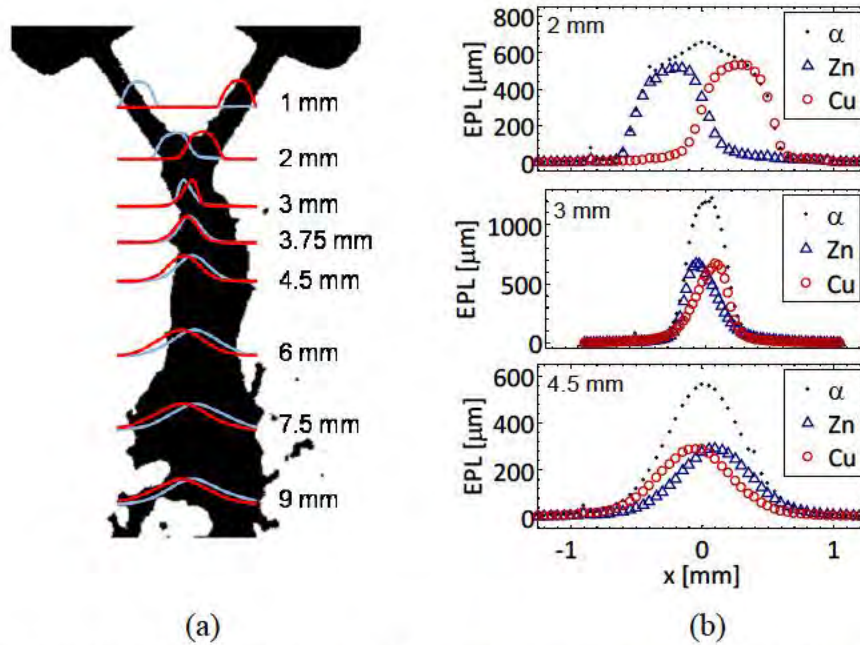 1 mm
2 mm
3 mm
3.75 mm
4.5 mm
6 mm
7.5 mm
9 mm
(a)
800
600
400
200
0
EPL [µm]
2 mm
α
Zn
Cu
1000
500
0
EPL [µm]
3 mm
α
Zn
Cu
600
400
200
0
EPL [µm]
4.5 mm
α
Zn
Cu
-1
0
1
x [mm]
(b)